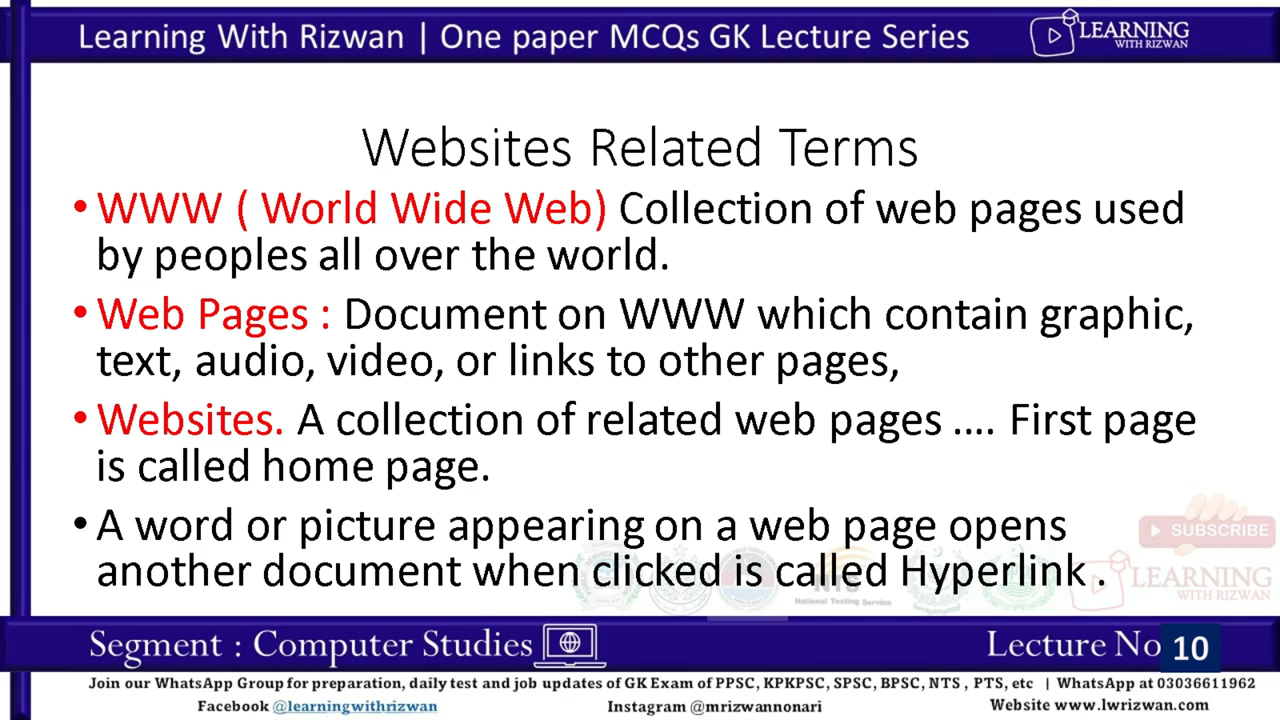 Learning With Rizwan | One paper MCQs GK Lecture Series
LEARNING
WITH RIZWAN
Websites Related Terms
• WWW ( World Wide Web) Collection of web pages used
by peoples all over the world.
• Web Pages : Document on WWW which contain graphic,
text, audio, video, or links to other pages,
• Websites. A collection of related web pages .... First page
is called home page.
• A word or picture appearing on a web page opens
another document when clicked is called Hyperlink .
SUBSCRIBE
NTS
National Testing Service
LEARNING
WITH RIZWAN
Segment : Computer Studies
Lecture No 10
Join our WhatsApp Group for preparation, daily test and job updates of GK Exam of PPSC, KPKPSC, SPSC, BPSC, NTS , PTS, etc | WhatsApp at 03036611962
Facebook @learningwithrizwan Instagram @mrizwannonari Website www.lwrizwan.com